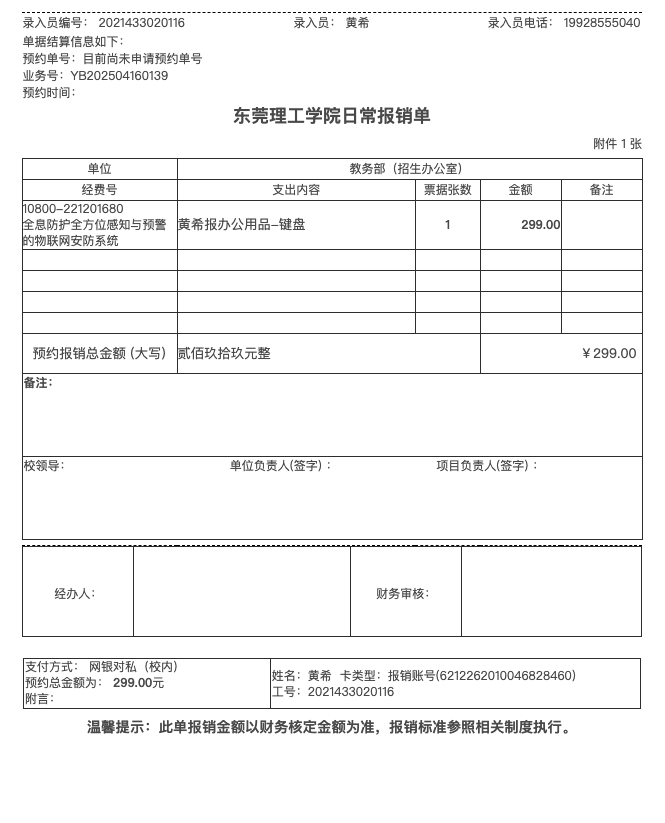 录入员编号： 2021433020116 录入员： 黄希 录入员电话： 19928555040
单据结算信息如下：
预约单号：目前尚未申请预约单号
业务号：YB202504160139
预约时间：
东莞理工学院日常报销单
附件 1 张
单位 教务部（招生办公室）
经费号 支出内容 票据张数 金额 备注
10800-221201680
全息防护全方位感知与预警
的物联网安防系统
黄希报办公用品-键盘 1 299.00
预约报销总金额 (大写) 贰佰玖拾玖元整 ￥299.00
备注：
校领导： 单位负责人(签字)： 项目负责人(签字)：
经办人： 财务审核：
支付方式： 网银对私（校内）
预约总金额为： 299.00元
附言：
姓名：黄希 卡类型：报销账号(6212262010046828460)
工号：2021433020116
温馨提示：此单报销金额以财务核定金额为准，报销标准参照相关制度执行。